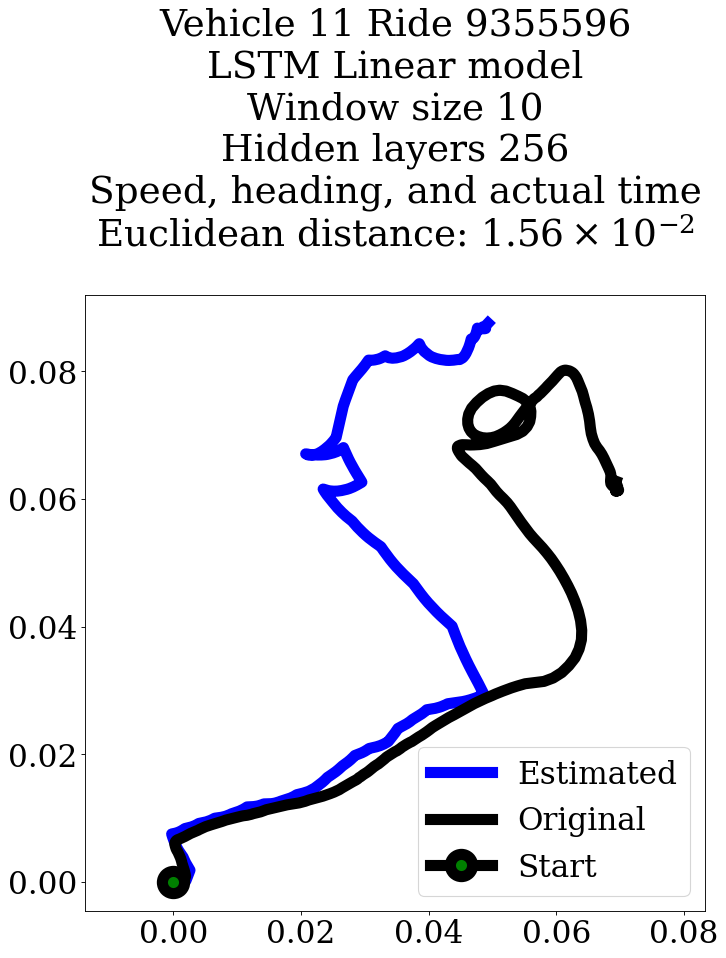 Vehicle 11 Ride 9355596
LSTM Linear model
Window size 10
Hidden layers 256
Speed, heading, and actual time
Euclidean distance: 1.56 × 10⁻²
0.08
0.06
0.04
0.02
0.00
Estimated
Original
Start
0.00 0.02 0.04 0.06 0.08